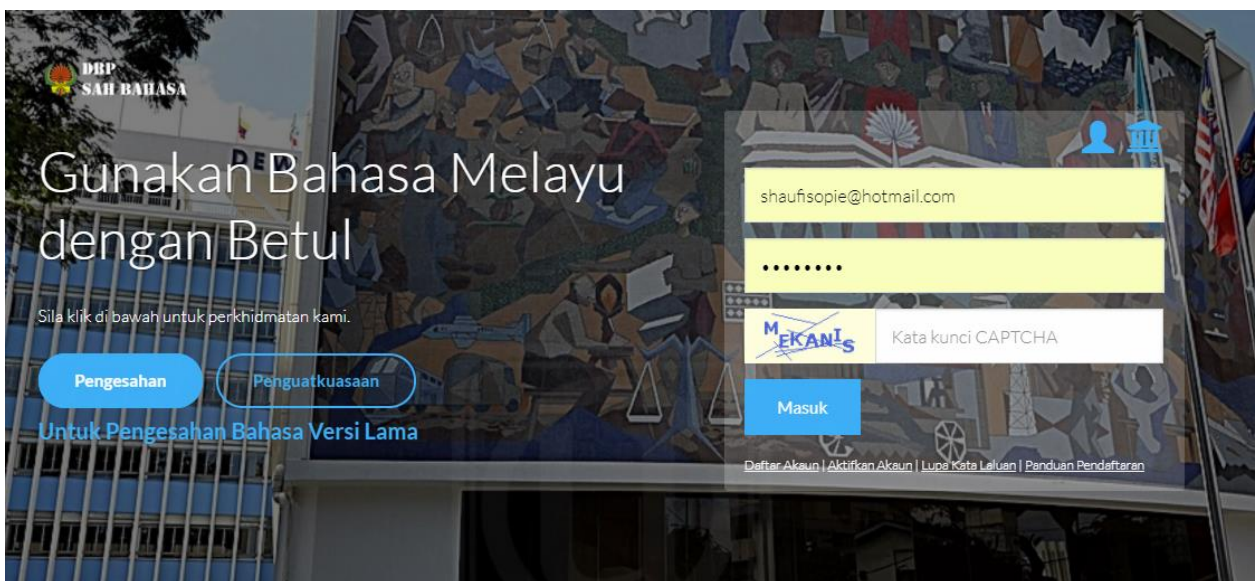 DBP
SAH BAHASA
DEW
Gunakan Bahasa Melayu
dengan Betul
Sila klik di bawah untuk perkhidmatan kami.
Pengesahan
Penguatkuasaan
Untuk Pengesahan Bahasa Versi Lama
shaufisopie@hotmail.com
••••••••
MEKANIS
Kata kunci CAPTCHA
Masuk
Daftar Akaun | Aktifkan Akaun | Lupa Kata Laluan | Panduan Pendaftaran